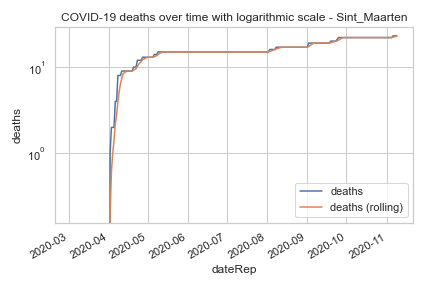 COVID-19 deaths over time with logarithmic scale - Sint_Maarten
10¹
10⁰
deaths
deaths
deaths (rolling)
2020-03
2020-04
2020-05
2020-06
2020-07
2020-08
2020-09
2020-10
2020-11
dateRep